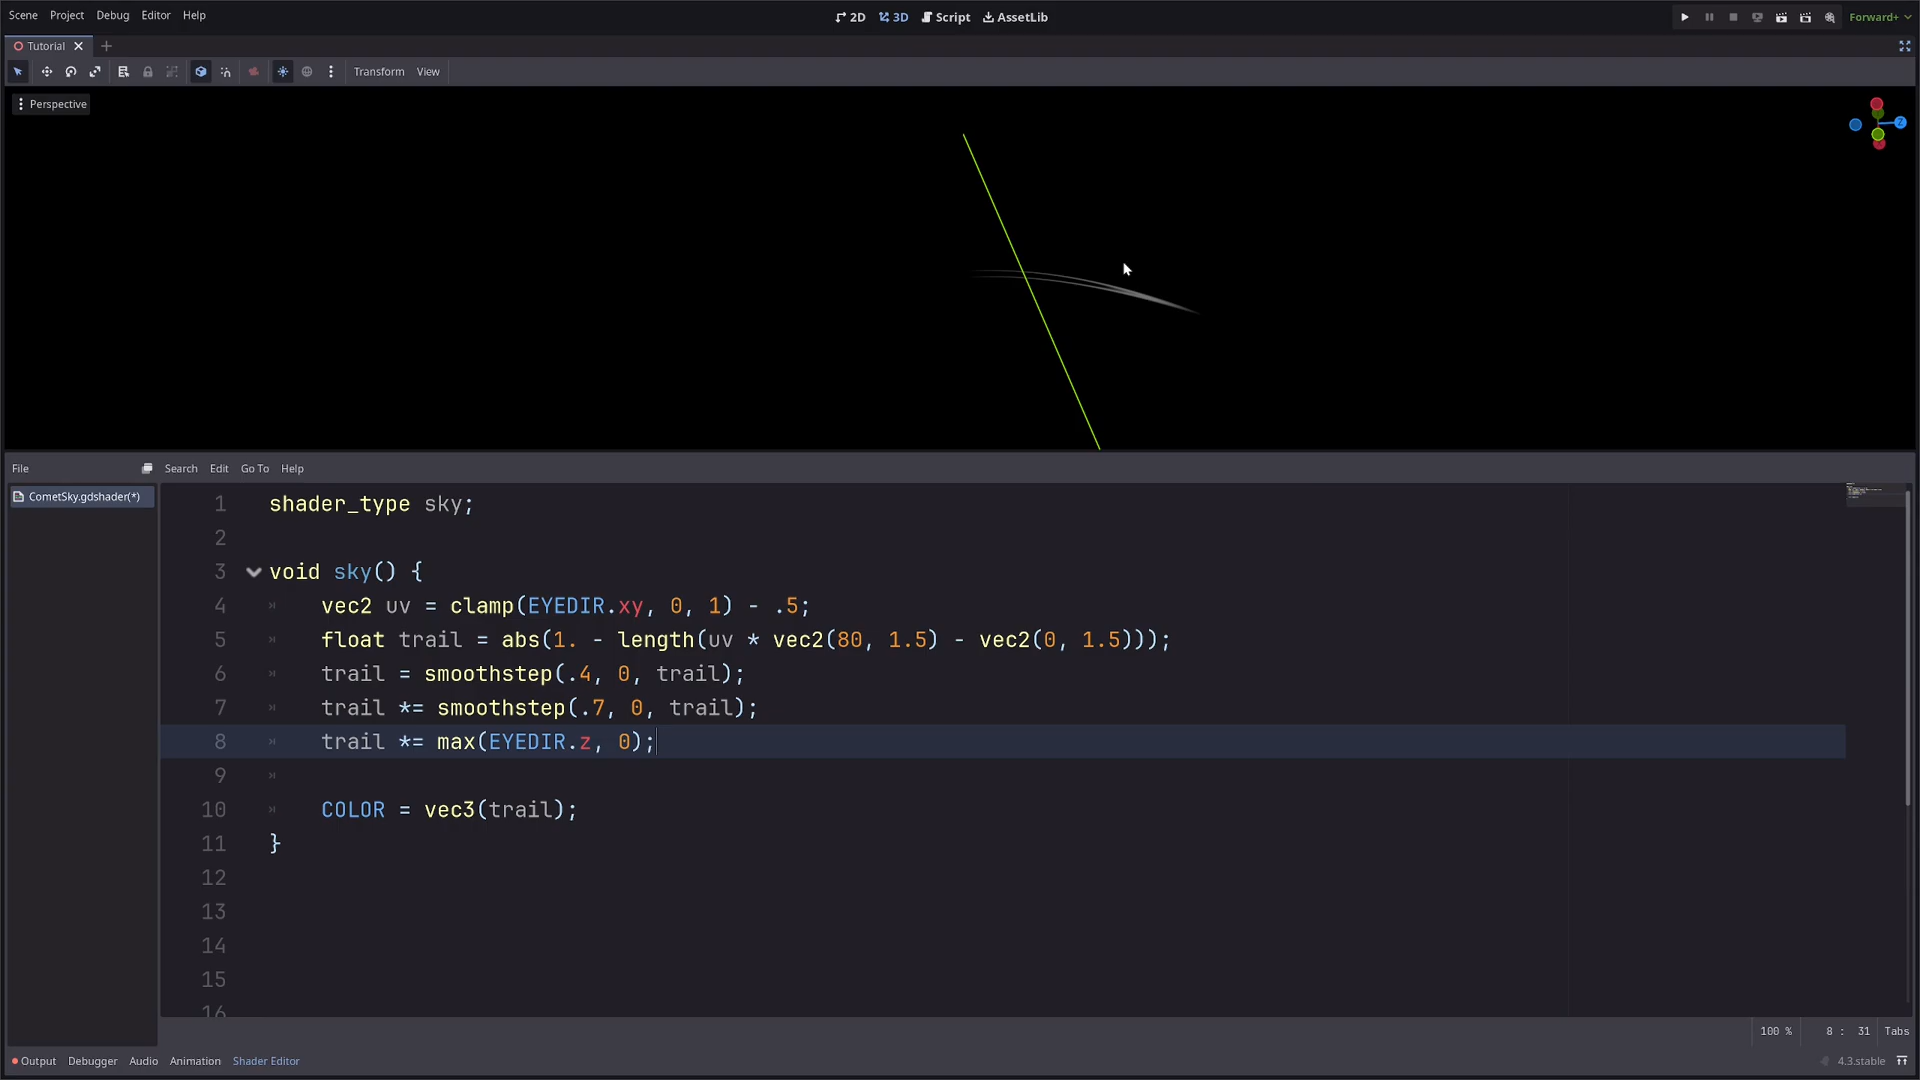 Scene Project Debug Editor Help 2D 3D Script AssetLib Forward+
Tutorial
Transform View
Perspective
Z
File Search Edit Go To Help
CometSky.gdshader(*)
1 shader_type sky;
2
3 void sky() {
4 vec2 uv = clamp(EYEDIR.xy, 0, 1) - .5;
5 float trail = abs(1. - length(uv * vec2(80, 1.5) - vec2(0, 1.5)));
6 trail = smoothstep(.4, 0, trail);
7 trail *= smoothstep(.7, 0, trail);
8 trail *= max(EYEDIR.z, 0);
9
10 COLOR = vec3(trail);
11 }
12
13
14
15
16
100 % 8 : 31 Tabs
Output Debugger Audio Animation Shader Editor 4.3.stable